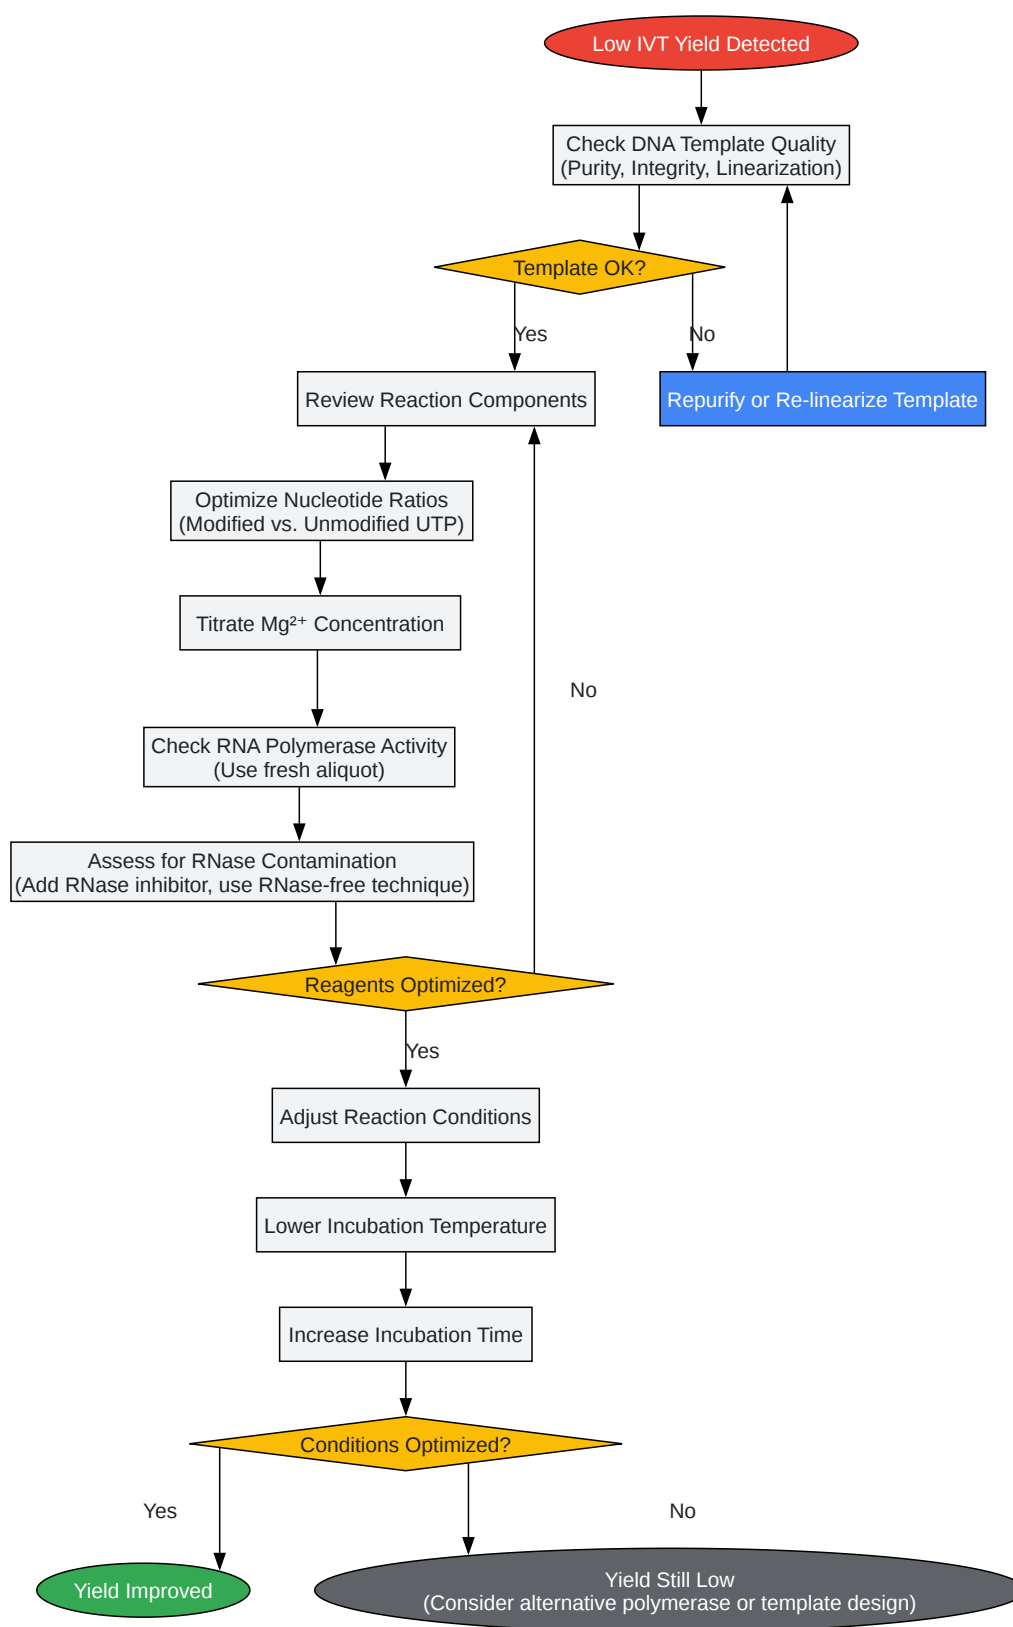 Low IVT Yield Detected
Check DNA Template Quality
(Purity, Integrity, Linearization)
Template OK?
Yes
No
Review Reaction Components
Repurify or Re-linearize Template
Optimize Nucleotide Ratios
(Modified vs. Unmodified UTP)
Titrate Mg²⁺ Concentration
No
Check RNA Polymerase Activity
(Use fresh aliquot)
Assess for RNase Contamination
(Add RNase inhibitor, use RNase-free technique)
Reagents Optimized?
Yes
Adjust Reaction Conditions
Lower Incubation Temperature
Increase Incubation Time
Conditions Optimized?
Yes
No
Yield Improved
Yield Still Low
(Consider alternative polymerase or template design)